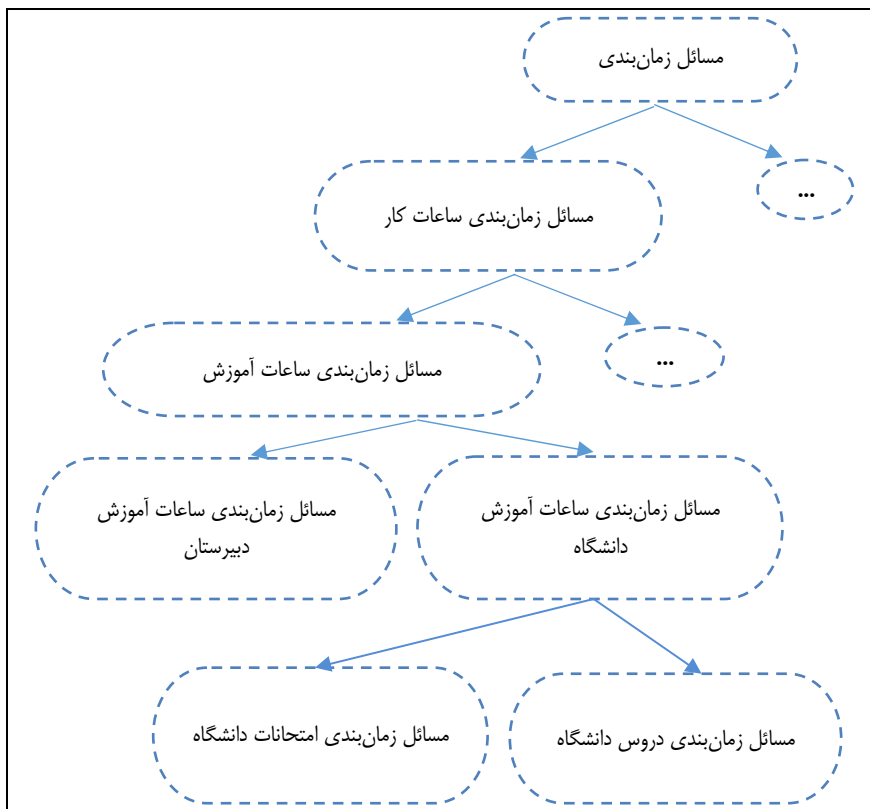 مسائل زمان‌بندی
...
مسائل زمان‌بندی ساعات کار
...
مسائل زمان‌بندی ساعات آموزش
مسائل زمان‌بندی ساعات آموزش
دانشگاه
مسائل زمان‌بندی ساعات آموزش
دبیرستان
مسائل زمان‌بندی دروس دانشگاه
مسائل زمان‌بندی امتحانات دانشگاه